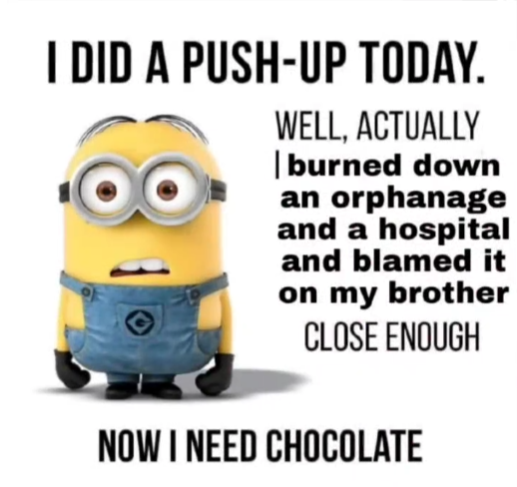 I DID A PUSH-UP TODAY.
WELL, ACTUALLY
I burned down
an orphanage
and a hospital
and blamed it
on my brother
CLOSE ENOUGH
NOW I NEED CHOCOLATE